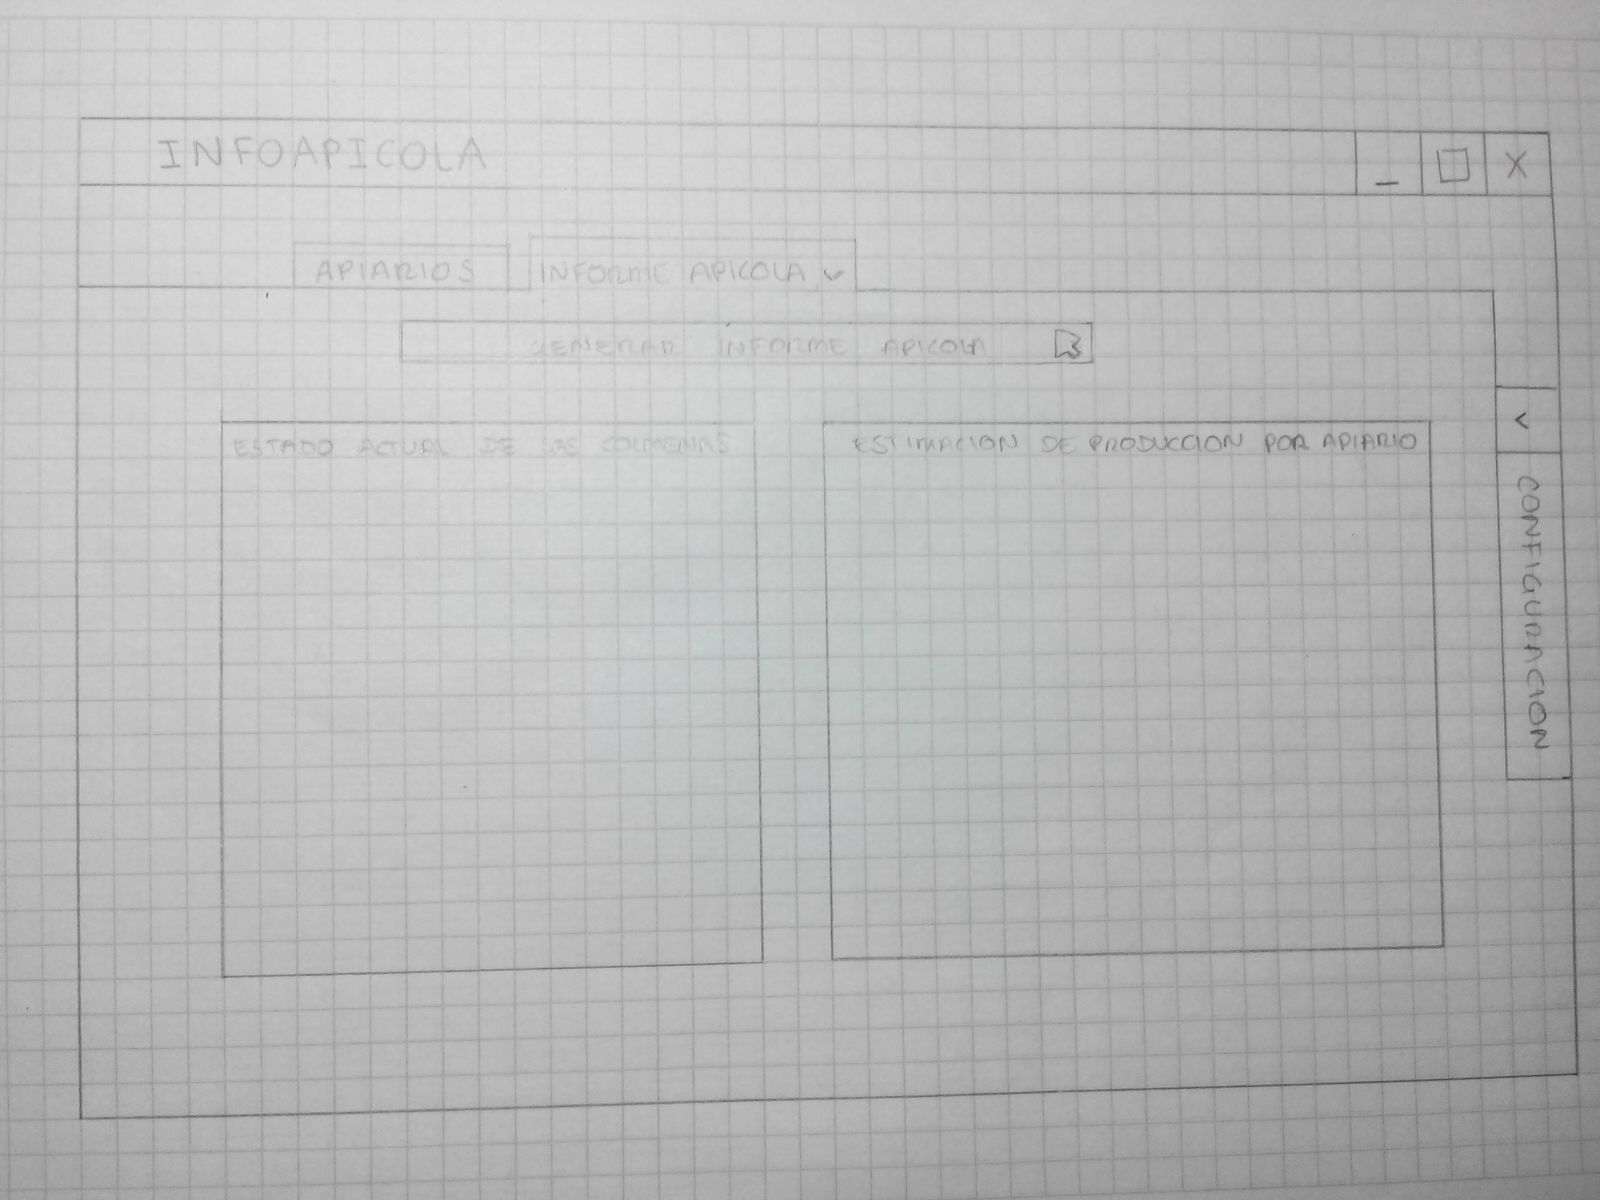 INFOAPICOLA
_ □ X
APIARIOS
INFORME APICOLA
GENERAR INFORME APICOLA
ESTADO ACTUAL DE LAS COLMENAS
ESTIMACION DE PRODUCCION POR APIARIO
CONFIGURACION